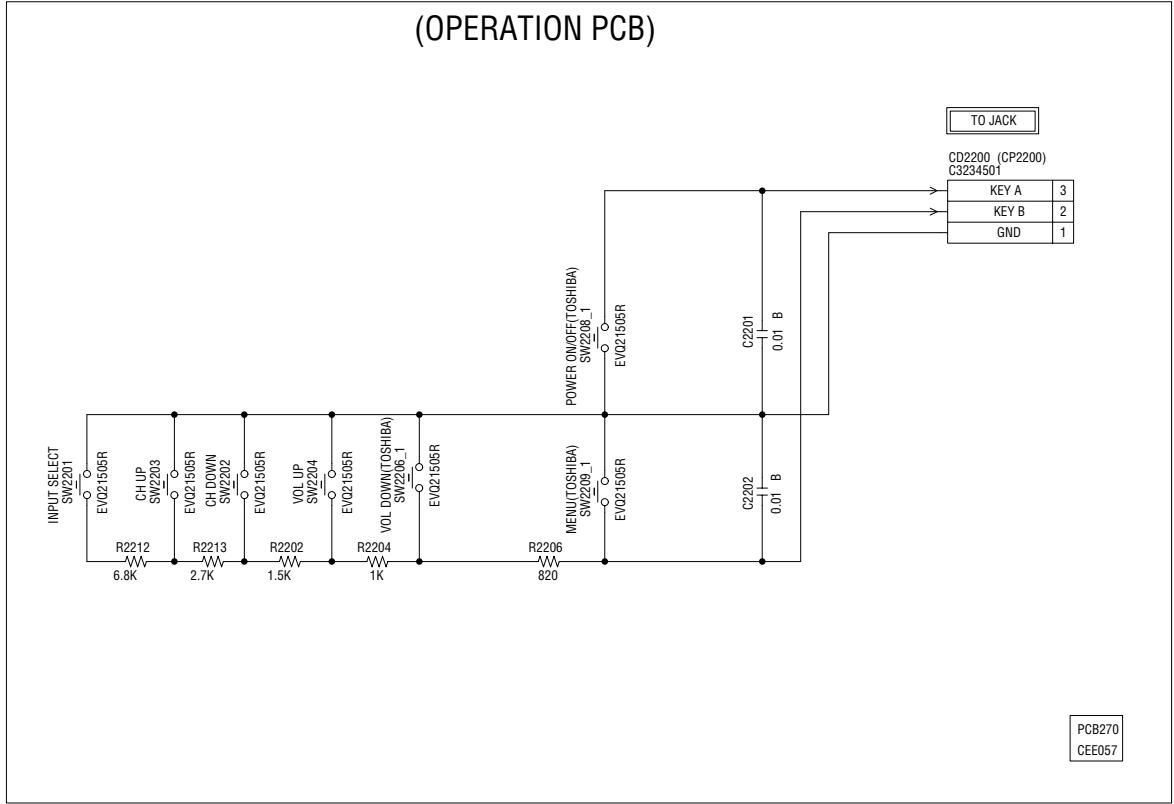 (OPERATION PCB)
TO JACK
CD2200 (CP2200)
C3234501
KEY A 3
KEY B 2
GND 1
POWER ON/OFF(TOSHIBA)
SW2208_1
EVQ21505R
C2201
0.01 B
INPUT SELECT
SW2201
EVQ21505R
CH UP
SW2203
EVQ21505R
CH DOWN
SW2202
EVQ21505R
VOL UP
SW2204
EVQ21505R
VOL DOWN(TOSHIBA)
SW2206_1
EVQ21505R
MENU(TOSHIBA)
SW2209_1
EVQ21505R
C2202
0.01 B
R2212
6.8K
R2213
2.7K
R2202
1.5K
R2204
1K
R2206
820
PCB270
CEE057